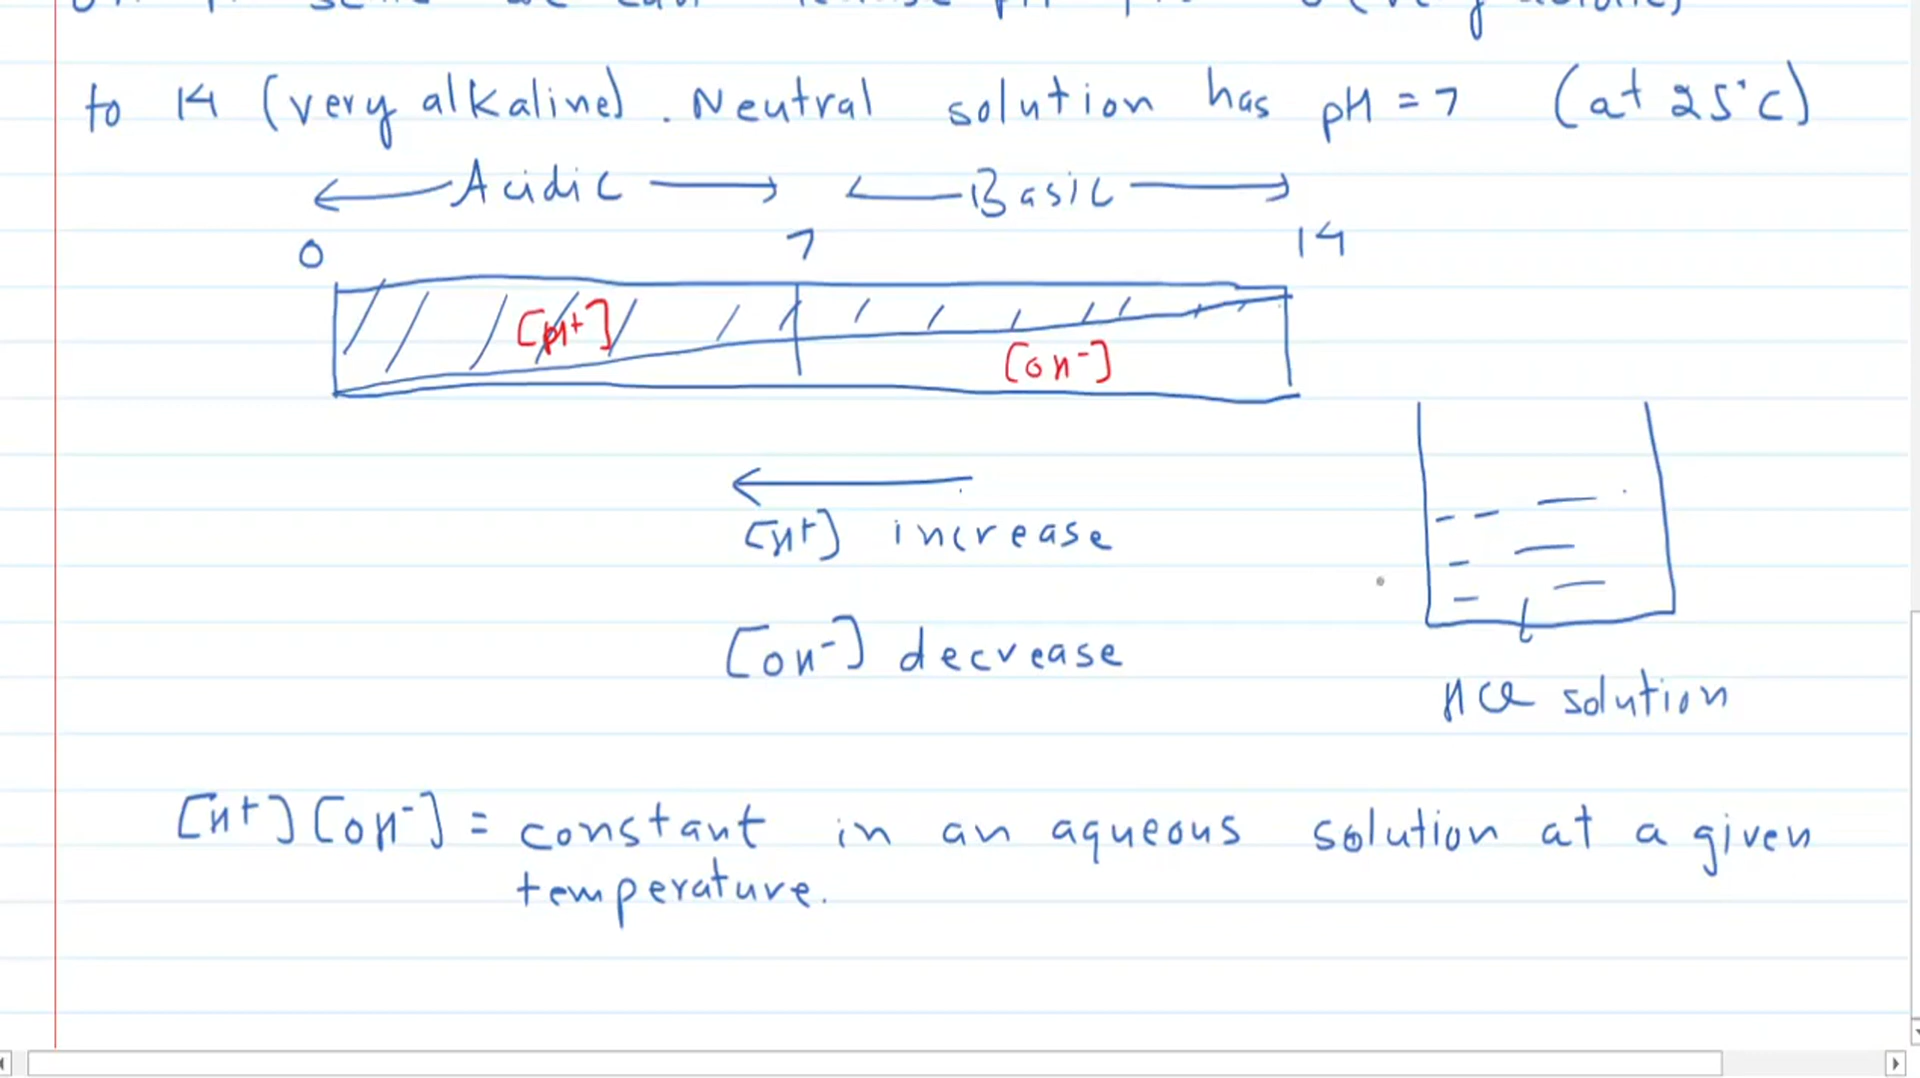 to 14 (very alkaline). Neutral solution has pH = 7 (at 25°C)
Acidic Basic
0 7 14
[H+]
[OH-]
[H+] increase
[OH-] decrease
HCl solution
[H+][OH-] = constant in an aqueous solution at a given
temperature.